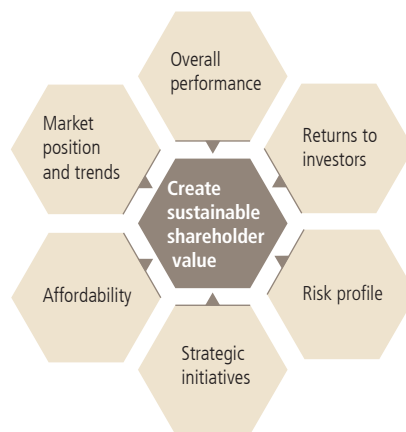 Overall
performance
Market
position
and trends
Returns to
investors
Create
sustainable
shareholder
value
Affordability
Risk profile
Strategic
initiatives